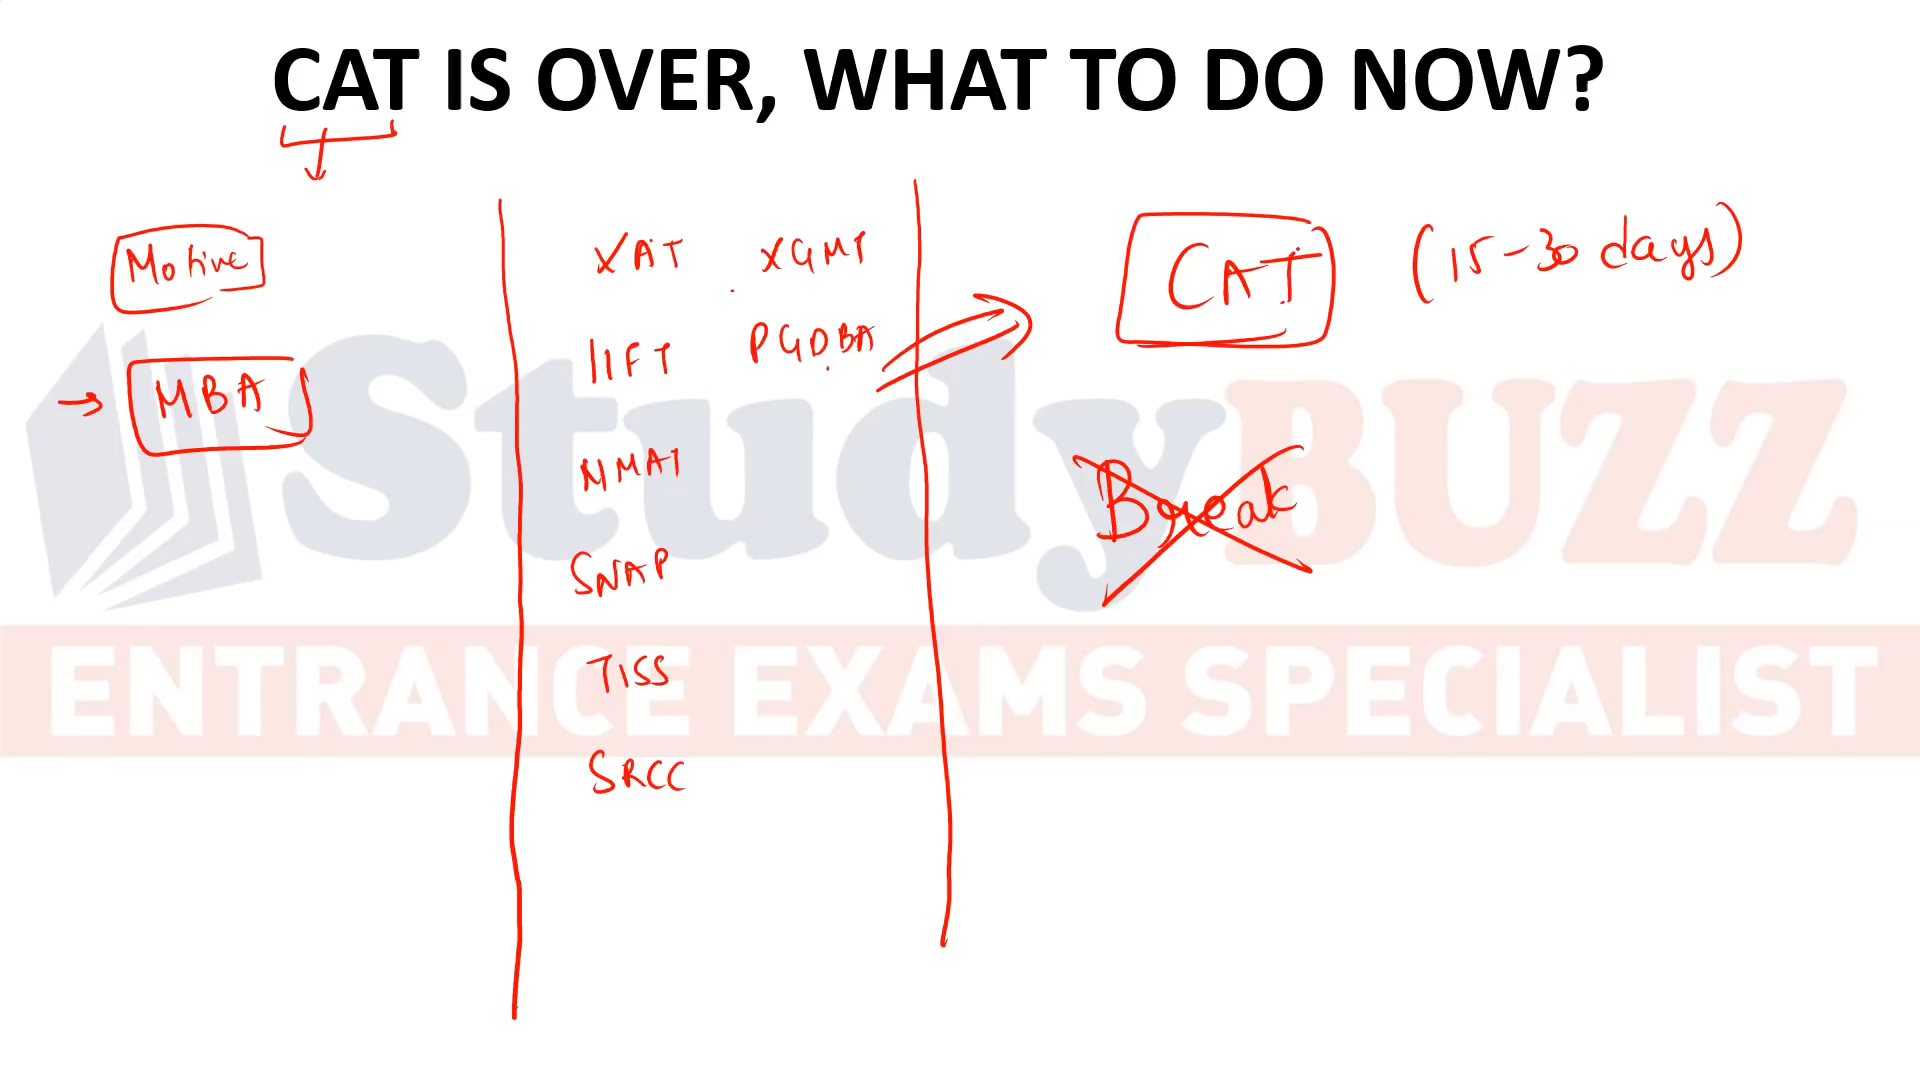 CAT IS OVER, WHAT TO DO NOW?
Motive
MBA
XAT XGMT
IIFT PGDBA
NMAT
SNAP
TISS
SRCC
CAT (15-30 days)
Break
StudyBUZZ
ENTRANCE EXAMS SPECIALIST